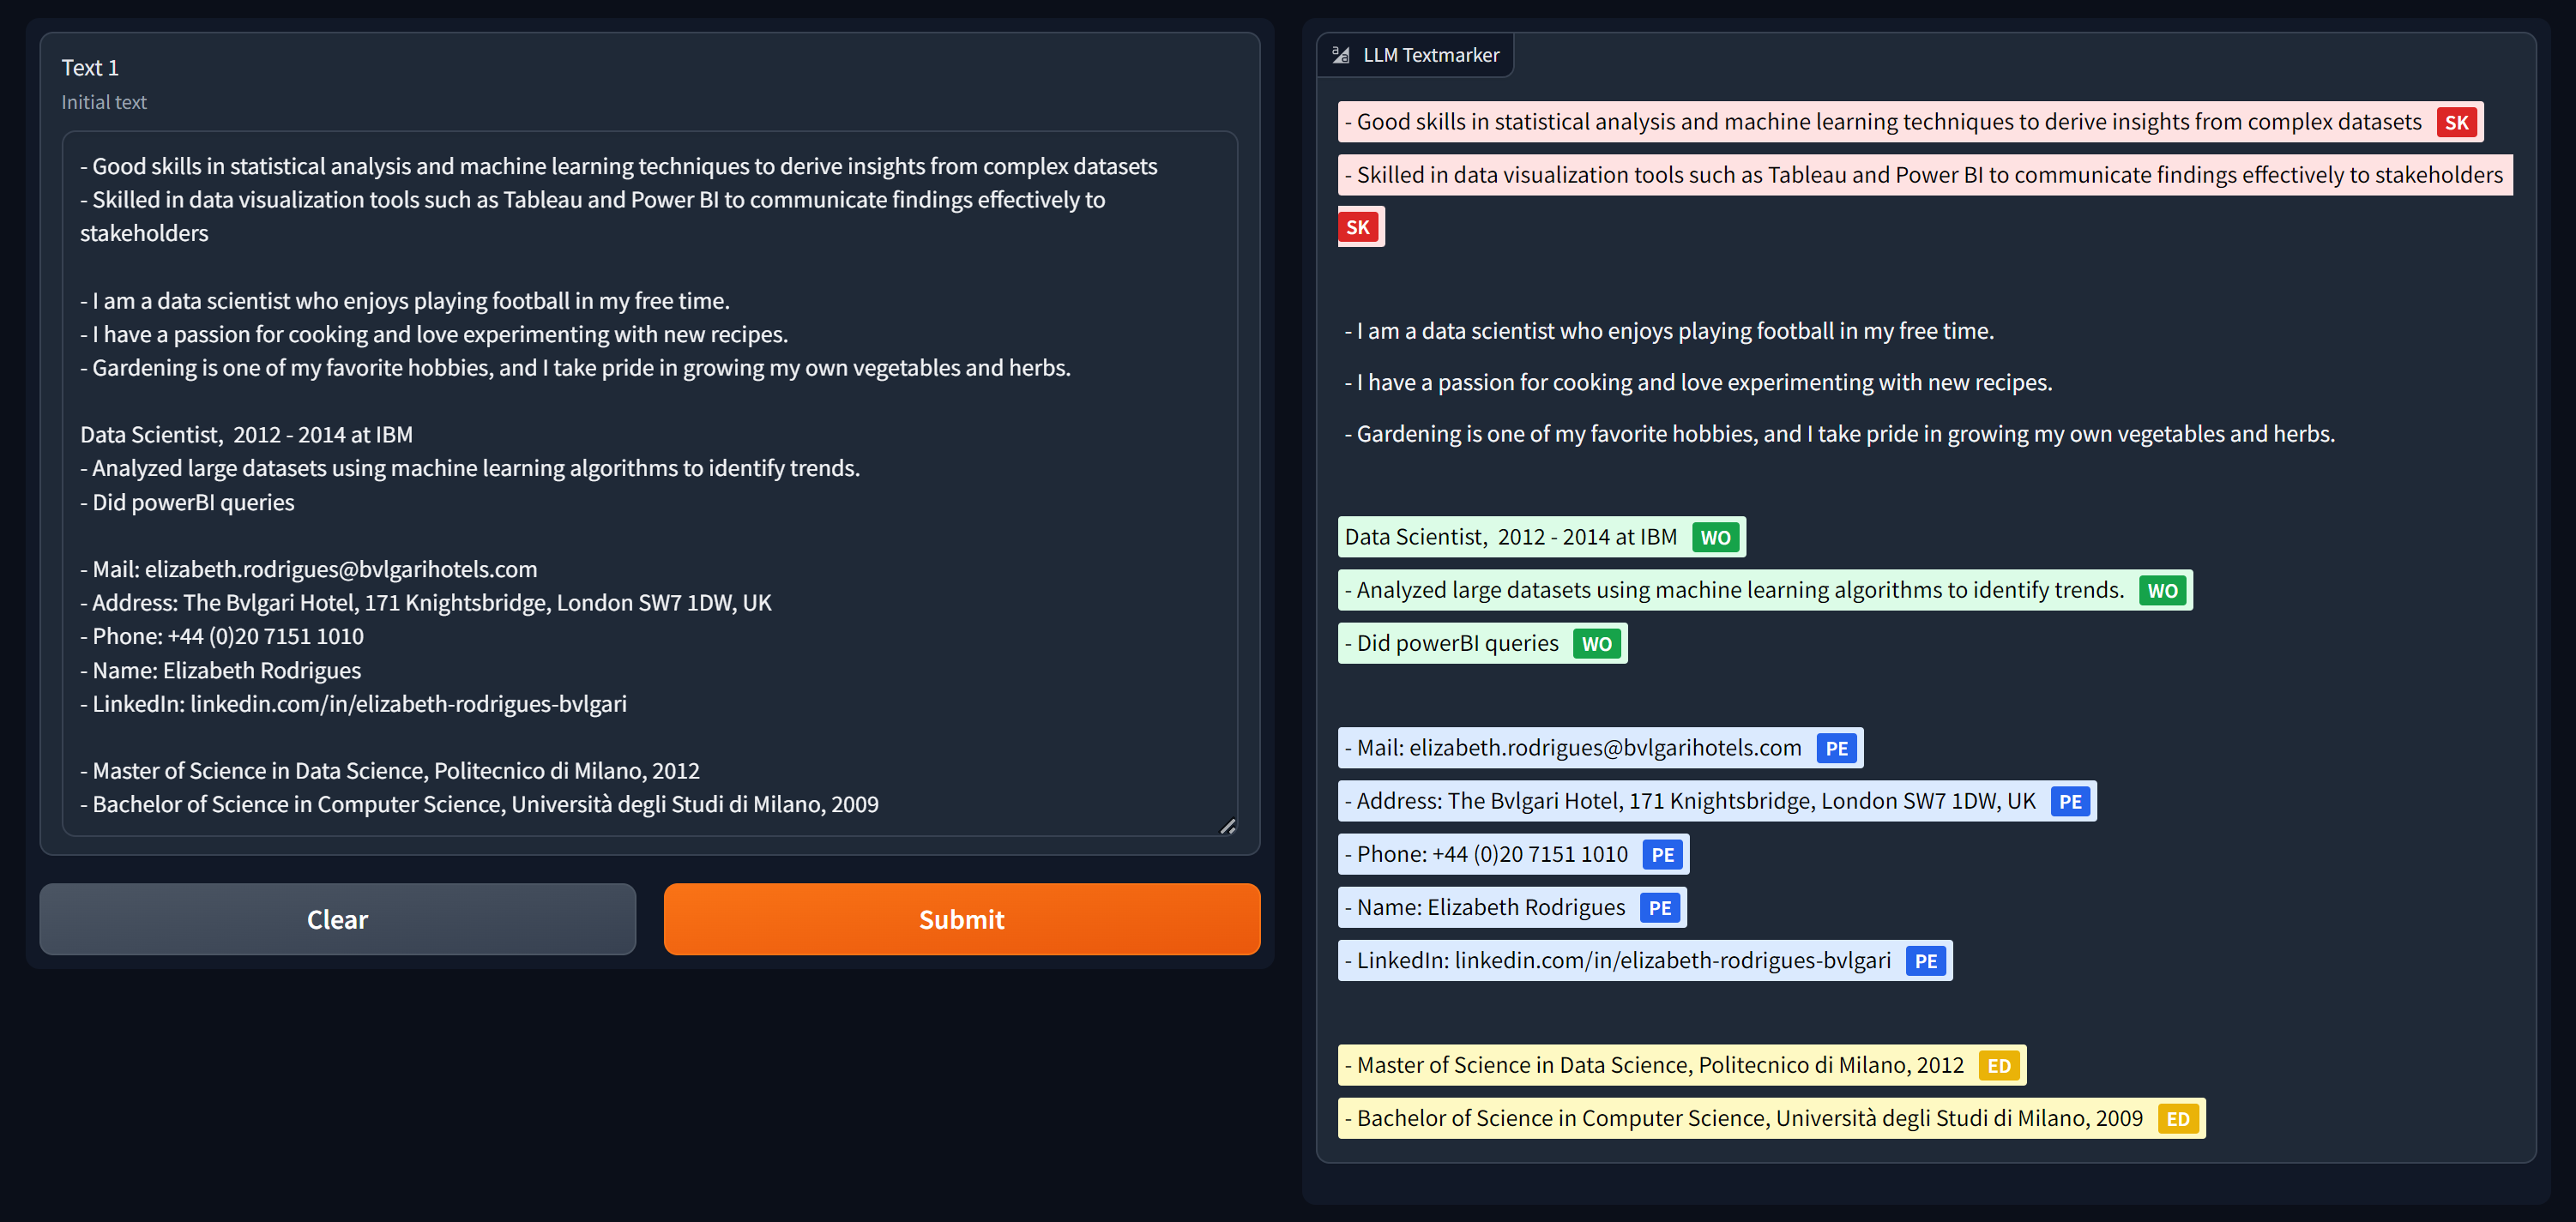 Text 1
Initial text
- Good skills in statistical analysis and machine learning techniques to derive insights from complex datasets
- Skilled in data visualization tools such as Tableau and Power BI to communicate findings effectively to
stakeholders
- I am a data scientist who enjoys playing football in my free time.
- I have a passion for cooking and love experimenting with new recipes.
- Gardening is one of my favorite hobbies, and I take pride in growing my own vegetables and herbs.
Data Scientist,  2012 - 2014 at IBM
- Analyzed large datasets using machine learning algorithms to identify trends.
- Did powerBI queries
- Mail: elizabeth.rodrigues@bvlgarihotels.com
- Address: The Bvlgari Hotel, 171 Knightsbridge, London SW7 1DW, UK
- Phone: +44 (0)20 7151 1010
- Name: Elizabeth Rodrigues
- LinkedIn: linkedin.com/in/elizabeth-rodrigues-bvlgari
- Master of Science in Data Science, Politecnico di Milano, 2012
- Bachelor of Science in Computer Science, Università degli Studi di Milano, 2009
Clear
Submit
LLM Textmarker
- Good skills in statistical analysis and machine learning techniques to derive insights from complex datasets SK
- Skilled in data visualization tools such as Tableau and Power BI to communicate findings effectively to stakeholders
SK
- I am a data scientist who enjoys playing football in my free time.
- I have a passion for cooking and love experimenting with new recipes.
- Gardening is one of my favorite hobbies, and I take pride in growing my own vegetables and herbs.
Data Scientist,  2012 - 2014 at IBM WO
- Analyzed large datasets using machine learning algorithms to identify trends. WO
- Did powerBI queries WO
- Mail: elizabeth.rodrigues@bvlgarihotels.com PE
- Address: The Bvlgari Hotel, 171 Knightsbridge, London SW7 1DW, UK PE
- Phone: +44 (0)20 7151 1010 PE
- Name: Elizabeth Rodrigues PE
- LinkedIn: linkedin.com/in/elizabeth-rodrigues-bvlgari PE
- Master of Science in Data Science, Politecnico di Milano, 2012 ED
- Bachelor of Science in Computer Science, Università degli Studi di Milano, 2009 ED